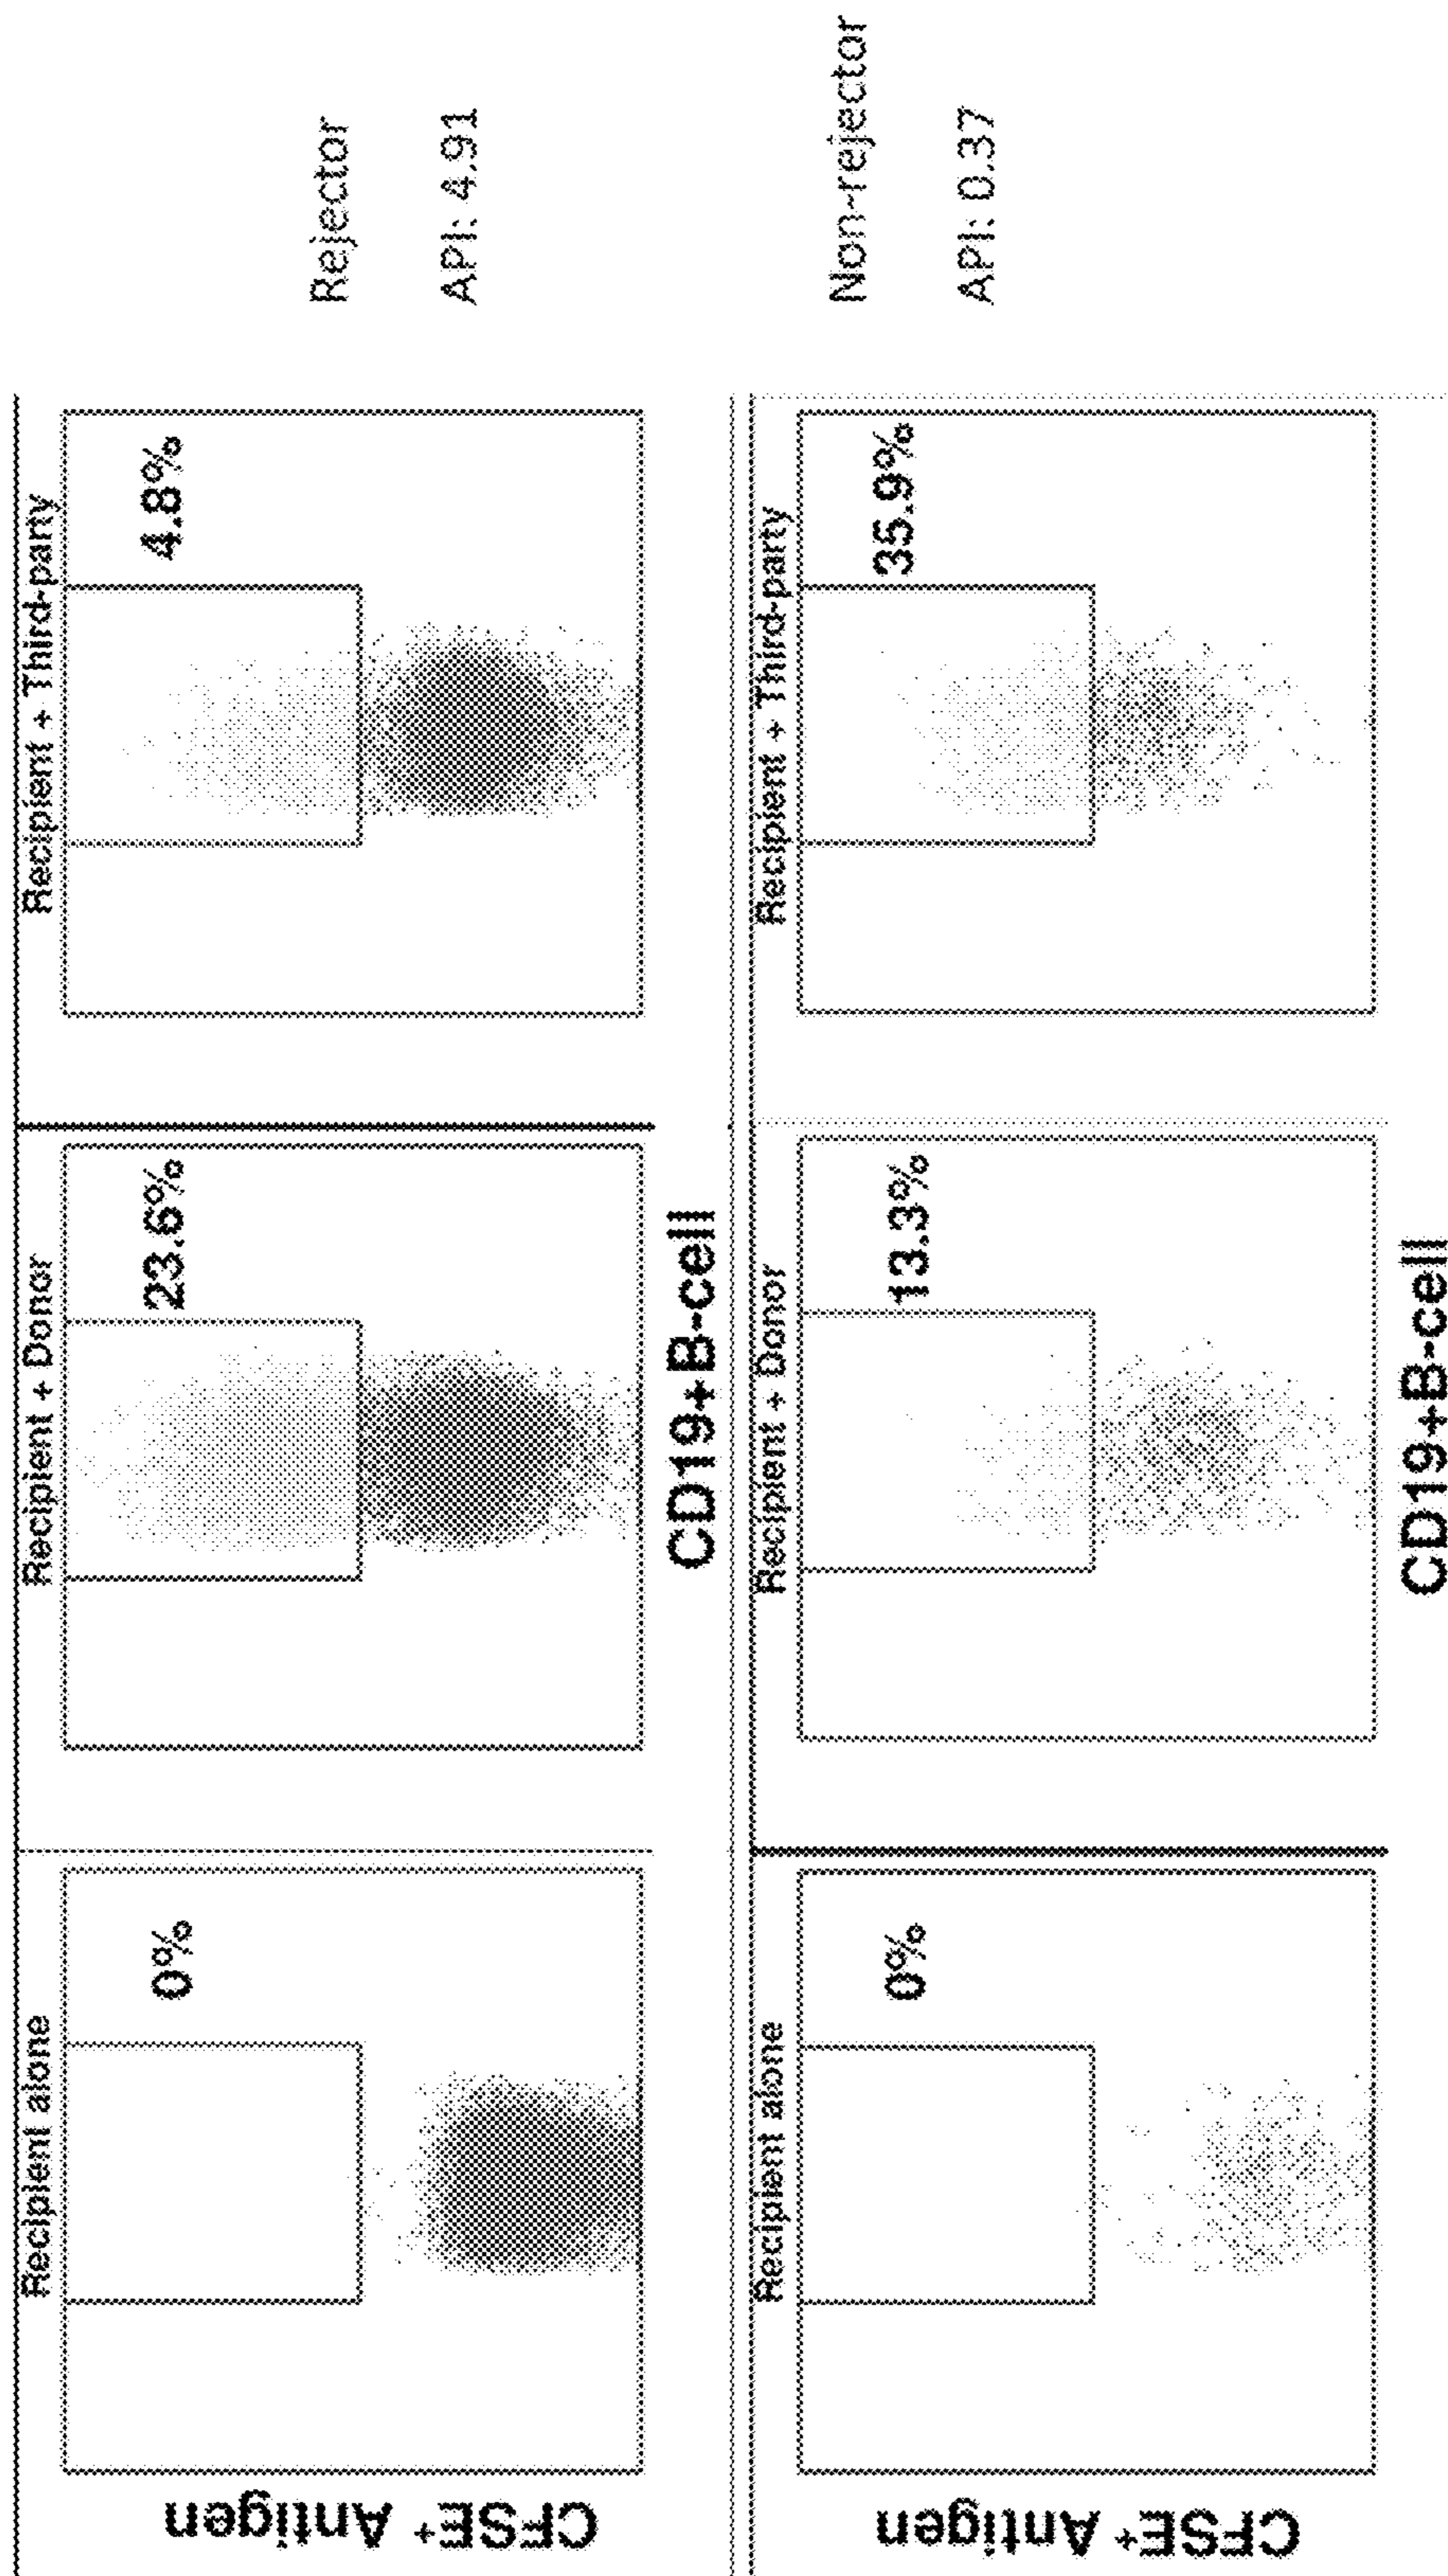 Recipient alone
Recipient + Donor
Recipient + Third-party
CFSE⁺ Antigen
0%
23.6%
4.8%
Rejector
API: 4.91
CD19+B-cell
Recipient alone
Recipient + Donor
Recipient + Third-party
CFSE⁺ Antigen
0%
13.3%
35.9%
Non-rejector
API: 0.37
CD19+B-cell